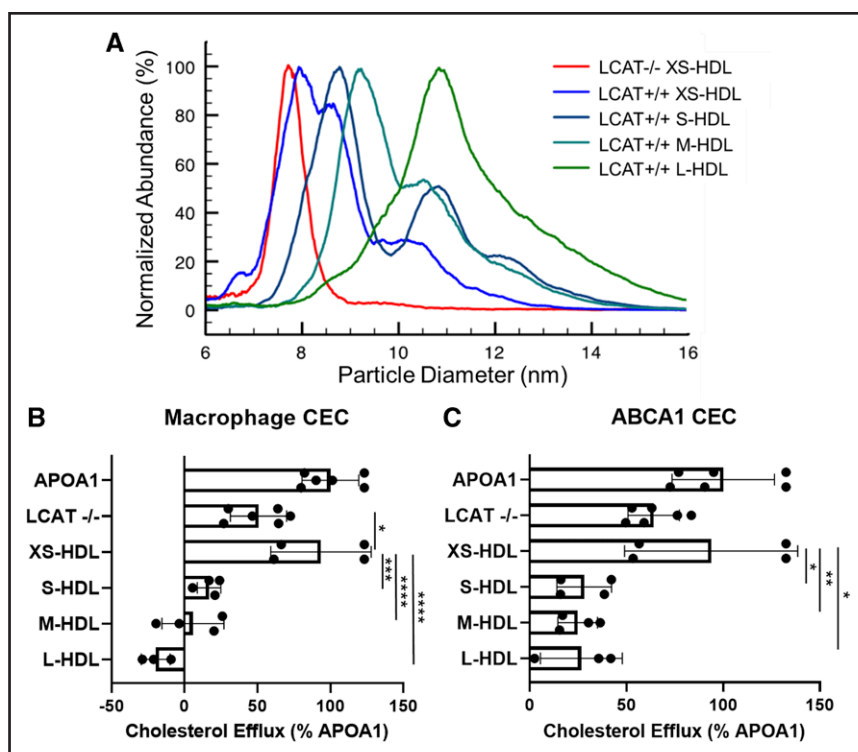 A
LCAT-/- XS-HDL
LCAT+/+ XS-HDL
LCAT+/+ S-HDL
LCAT+/+ M-HDL
LCAT+/+ L-HDL
Normalized Abundance (%)
100
80
60
40
20
0
6 8 10 12 14 16
Particle Diameter (nm)
B Macrophage CEC
APOA1
LCAT -/-
XS-HDL
S-HDL
M-HDL
L-HDL
*
***
****
****
-50 0 50 100 150
Cholesterol Efflux (% APOA1)
C ABCA1 CEC
APOA1
LCAT -/-
XS-HDL
S-HDL
M-HDL
L-HDL
*
**
*
0 50 100 150
Cholesterol Efflux (% APOA1)